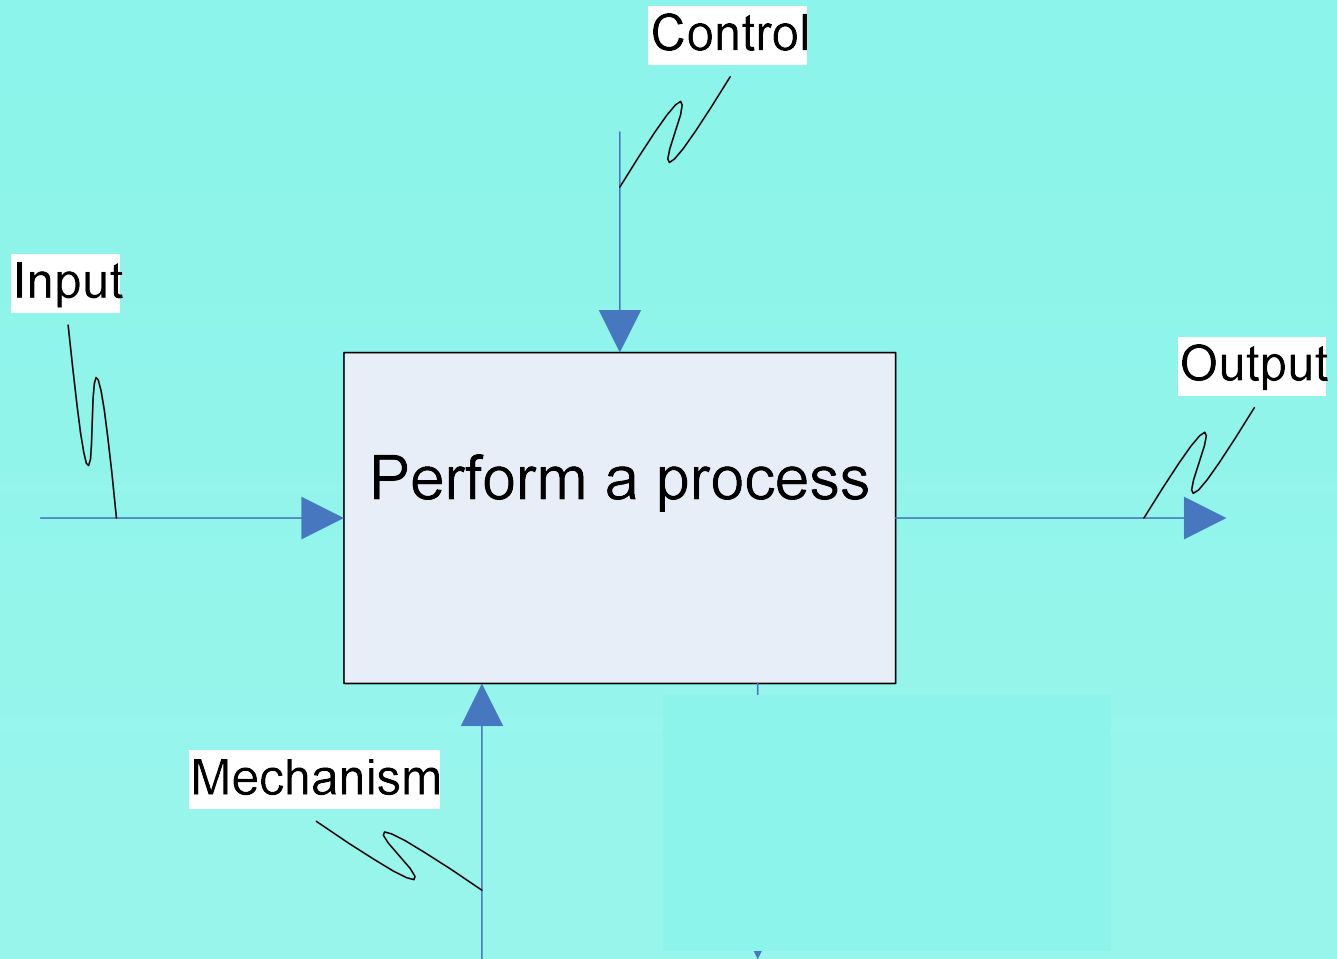 Control
Input
Output
Perform a process
Mechanism